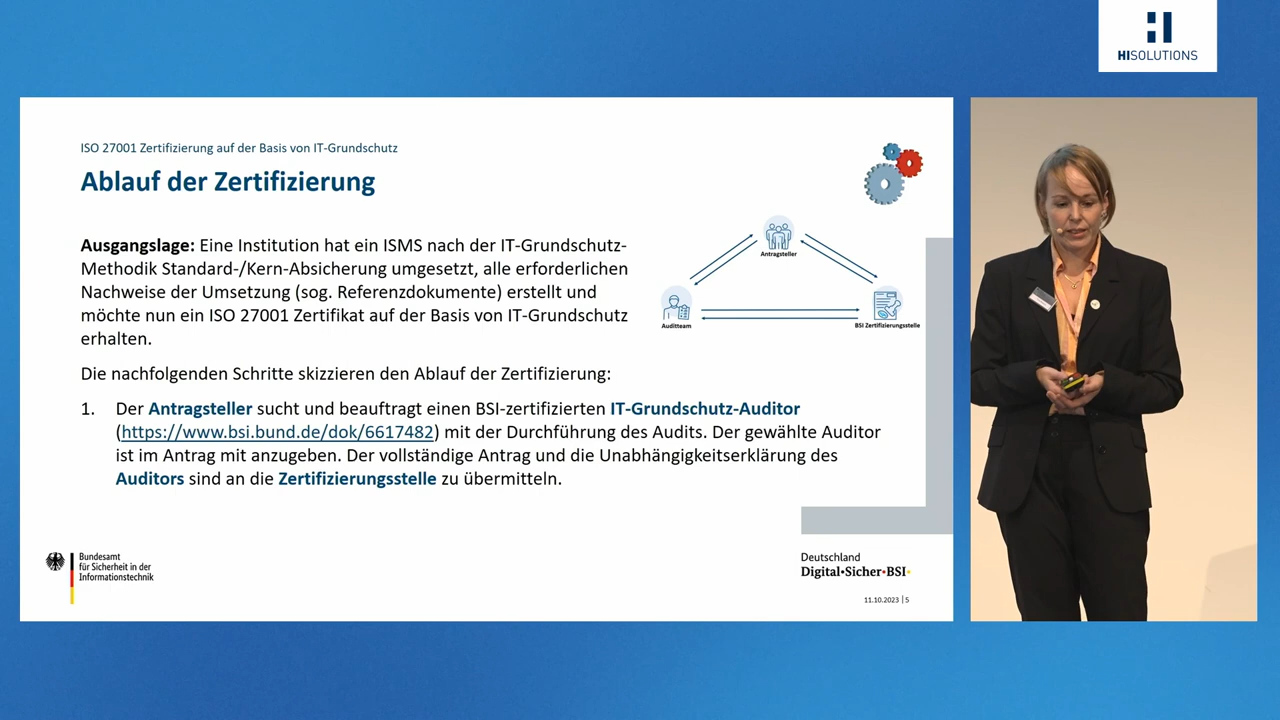 HISOLUTIONS
ISO 27001 Zertifizierung auf der Basis von IT-Grundschutz
Ablauf der Zertifizierung
Ausgangslage: Eine Institution hat ein ISMS nach der IT-Grundschutz-
Methodik Standard-/Kern-Absicherung umgesetzt, alle erforderlichen
Nachweise der Umsetzung (sog. Referenzdokumente) erstellt und
möchte nun ein ISO 27001 Zertifikat auf der Basis von IT-Grundschutz
erhalten.
Antragsteller
Auditteam
BSI Zertifizierungsstelle
Die nachfolgenden Schritte skizzieren den Ablauf der Zertifizierung:
1. Der Antragsteller sucht und beauftragt einen BSI-zertifizierten IT-Grundschutz-Auditor
(https://www.bsi.bund.de/dok/6617482) mit der Durchführung des Audits. Der gewählte Auditor
ist im Antrag mit anzugeben. Der vollständige Antrag und die Unabhängigkeitserklärung des
Auditors sind an die Zertifizierungsstelle zu übermitteln.
Bundesamt
für Sicherheit in der
Informationstechnik
Deutschland
Digital•Sicher•BSI•
11.10.2023 | 5